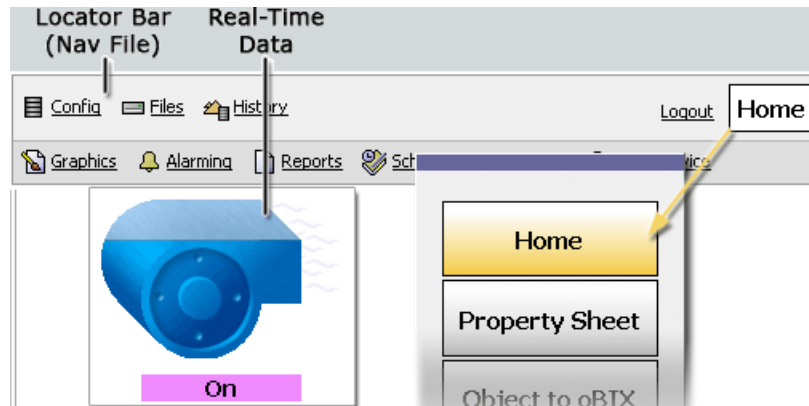 Locator Bar
(Nav File)
Real-Time
Data
Config Files History
Logout Home
Graphics Alarming Reports
On
Home
Property Sheet
Object to oBIX